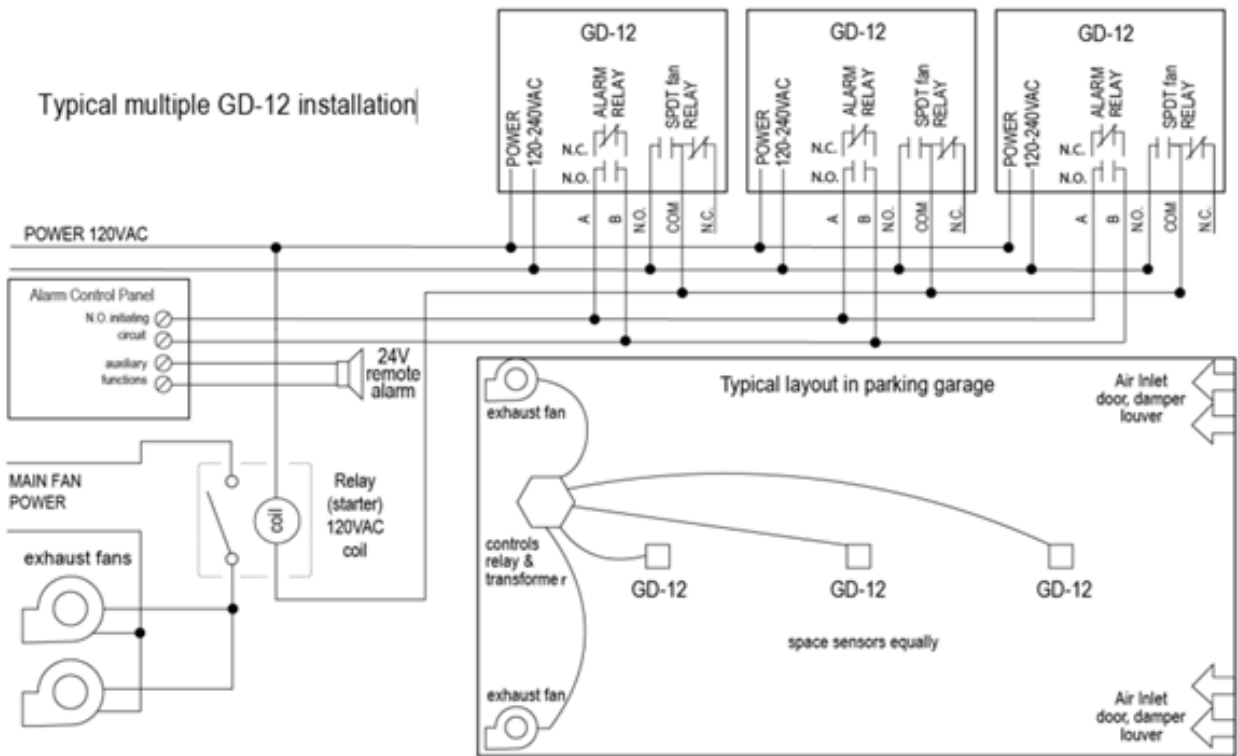 Typical multiple GD-12 installation
GD-12
POWER
120-240VAC
ALARM
RELAY
SPDT fan
RELAY
N.C.
N.O.
A
B
N.O.
COM
N.C.
GD-12
POWER
120-240VAC
ALARM
RELAY
SPDT fan
RELAY
N.C.
N.O.
A
B
N.O.
COM
N.C.
GD-12
POWER
120-240VAC
ALARM
RELAY
SPDT fan
RELAY
N.C.
N.O.
A
B
N.O.
COM
N.C.
POWER 120VAC
Alarm Control Panel
N.O. initiating
circuit
auxiliary
functions
24V
remote
alarm
MAIN FAN
POWER
coil
Relay
(starter)
120VAC
coil
exhaust fans
Typical layout in parking garage
exhaust fan
Air Inlet
door, damper
louver
controls
relay &
transformer
GD-12
GD-12
GD-12
space sensors equally
exhaust fan
Air Inlet
door, damper
louver